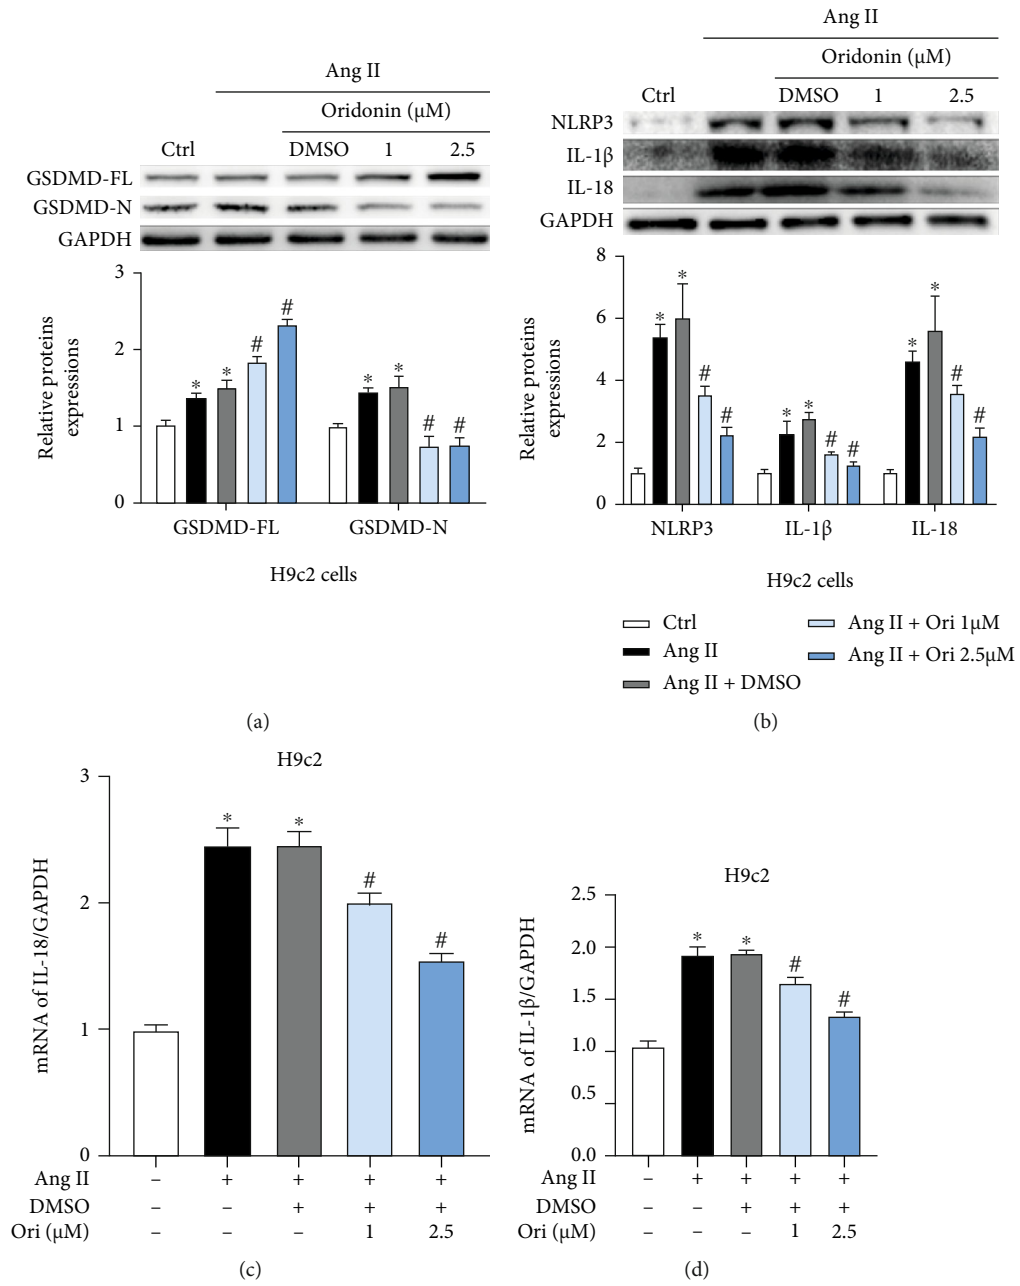 Ang II
Oridonin (μM)
Ctrl DMSO 1 2.5
GSDMD-FL
GSDMD-N
GAPDH
3
2
1
0
Relative proteins
expressions
* * # #
* * # #
GSDMD-FL GSDMD-N
H9c2 cells
(a)
Ang II
Oridonin (μM)
Ctrl DMSO 1 2.5
NLRP3
IL-1β
IL-18
GAPDH
8
6
4
2
0
Relative proteins
expressions
* * # #
* * # #
* * # #
NLRP3 IL-1β IL-18
H9c2 cells
Ctrl
Ang II
Ang II + DMSO
Ang II + Ori 1μM
Ang II + Ori 2.5μM
(b)
H9c2
3
2
1
0
mRNA of IL-18/GAPDH
* * # #
Ang II – + + + +
DMSO – – + + +
Ori (μM) – – – 1 2.5
(c)
H9c2
2.5
2.0
1.5
1.0
0.5
0.0
mRNA of IL-1β/GAPDH
* * # #
Ang II – + + + +
DMSO – – + + +
Ori (μM) – – – 1 2.5
(d)